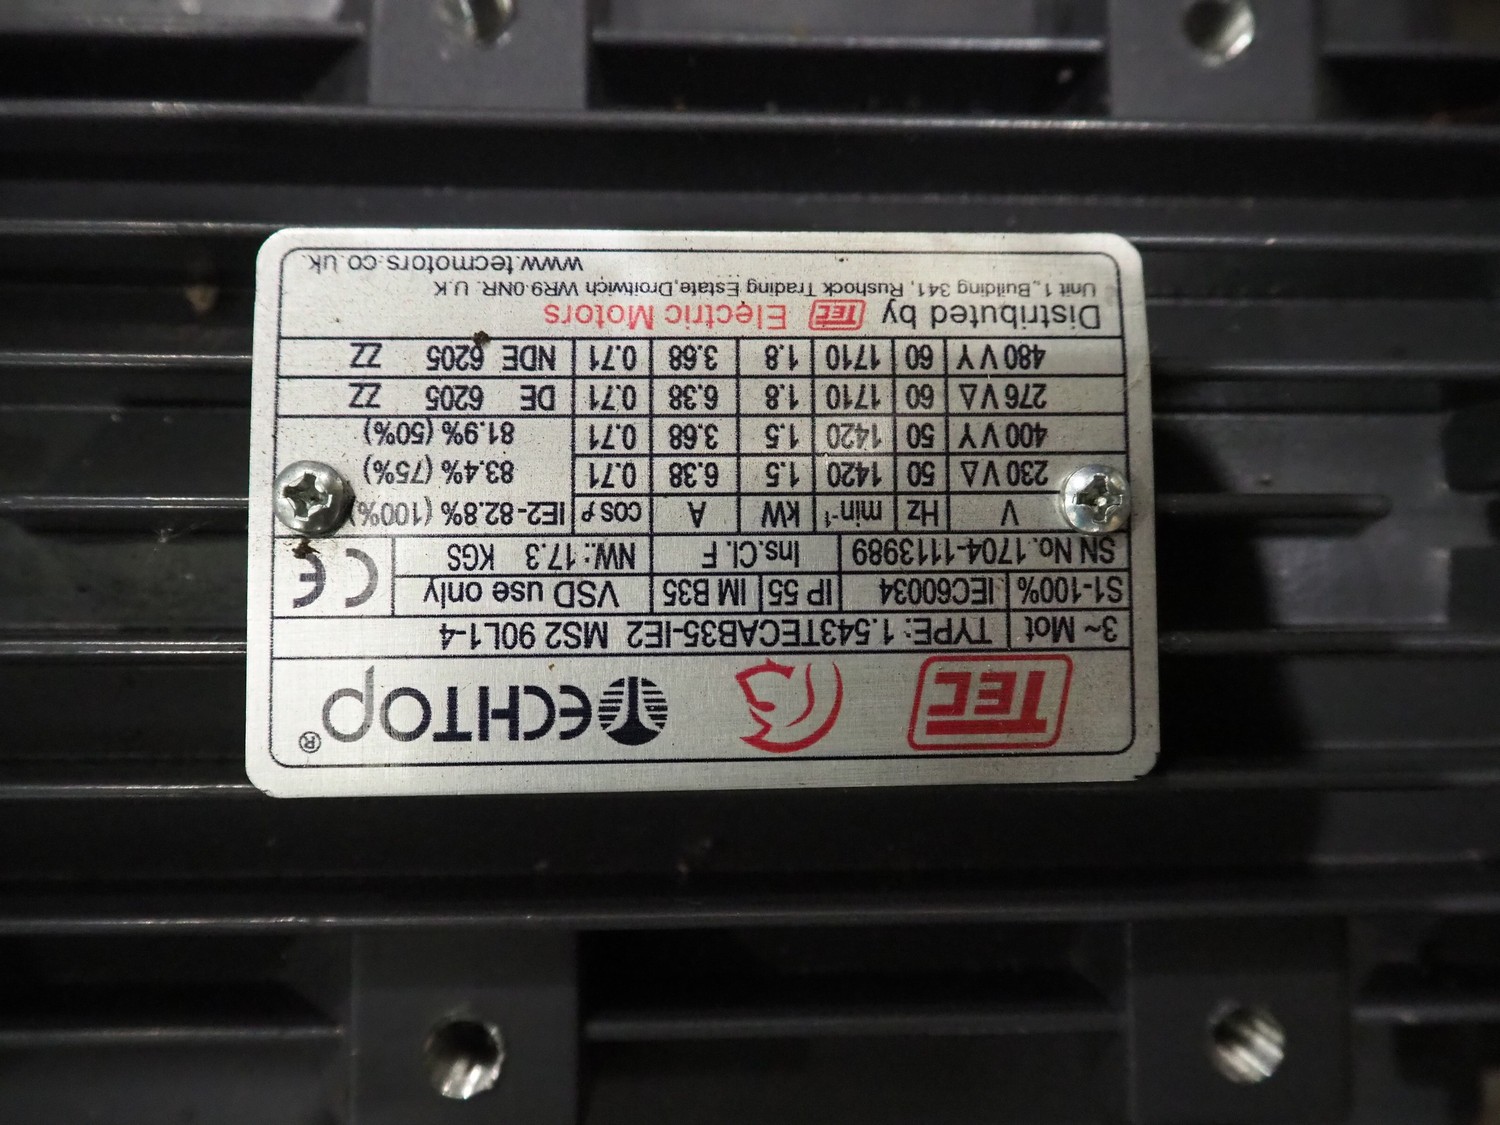 TEC TECHTOP®
3~ Mot TYPE: 1.543TECAB35-IE2 MS2 90L1-4
S1-100% IEC60034 IP 55 IM B35 VSD use only CE
SN No. 1704-1113989 Ins.Cl. F NW.: 17.3 KGS
V Hz min-1 kW A cos ρ IE2-82.8% (100%)
230 V Δ 50 1420 1.5 6.38 0.71 83.4% (75%)
400 V Y 50 1420 1.5 3.68 0.71 81.9% (50%)
276 V Δ 60 1710 1.8 6.38 0.71 DE 6205 ZZ
480 V Y 60 1710 1.8 3.68 0.71 NDE 6205 ZZ
Distributed by TEC Electric Motors
Unit 1, Building 341, Rushock Trading Estate, Droitwich WR9·0NR. U.K
www.tecmotors.co.uk.